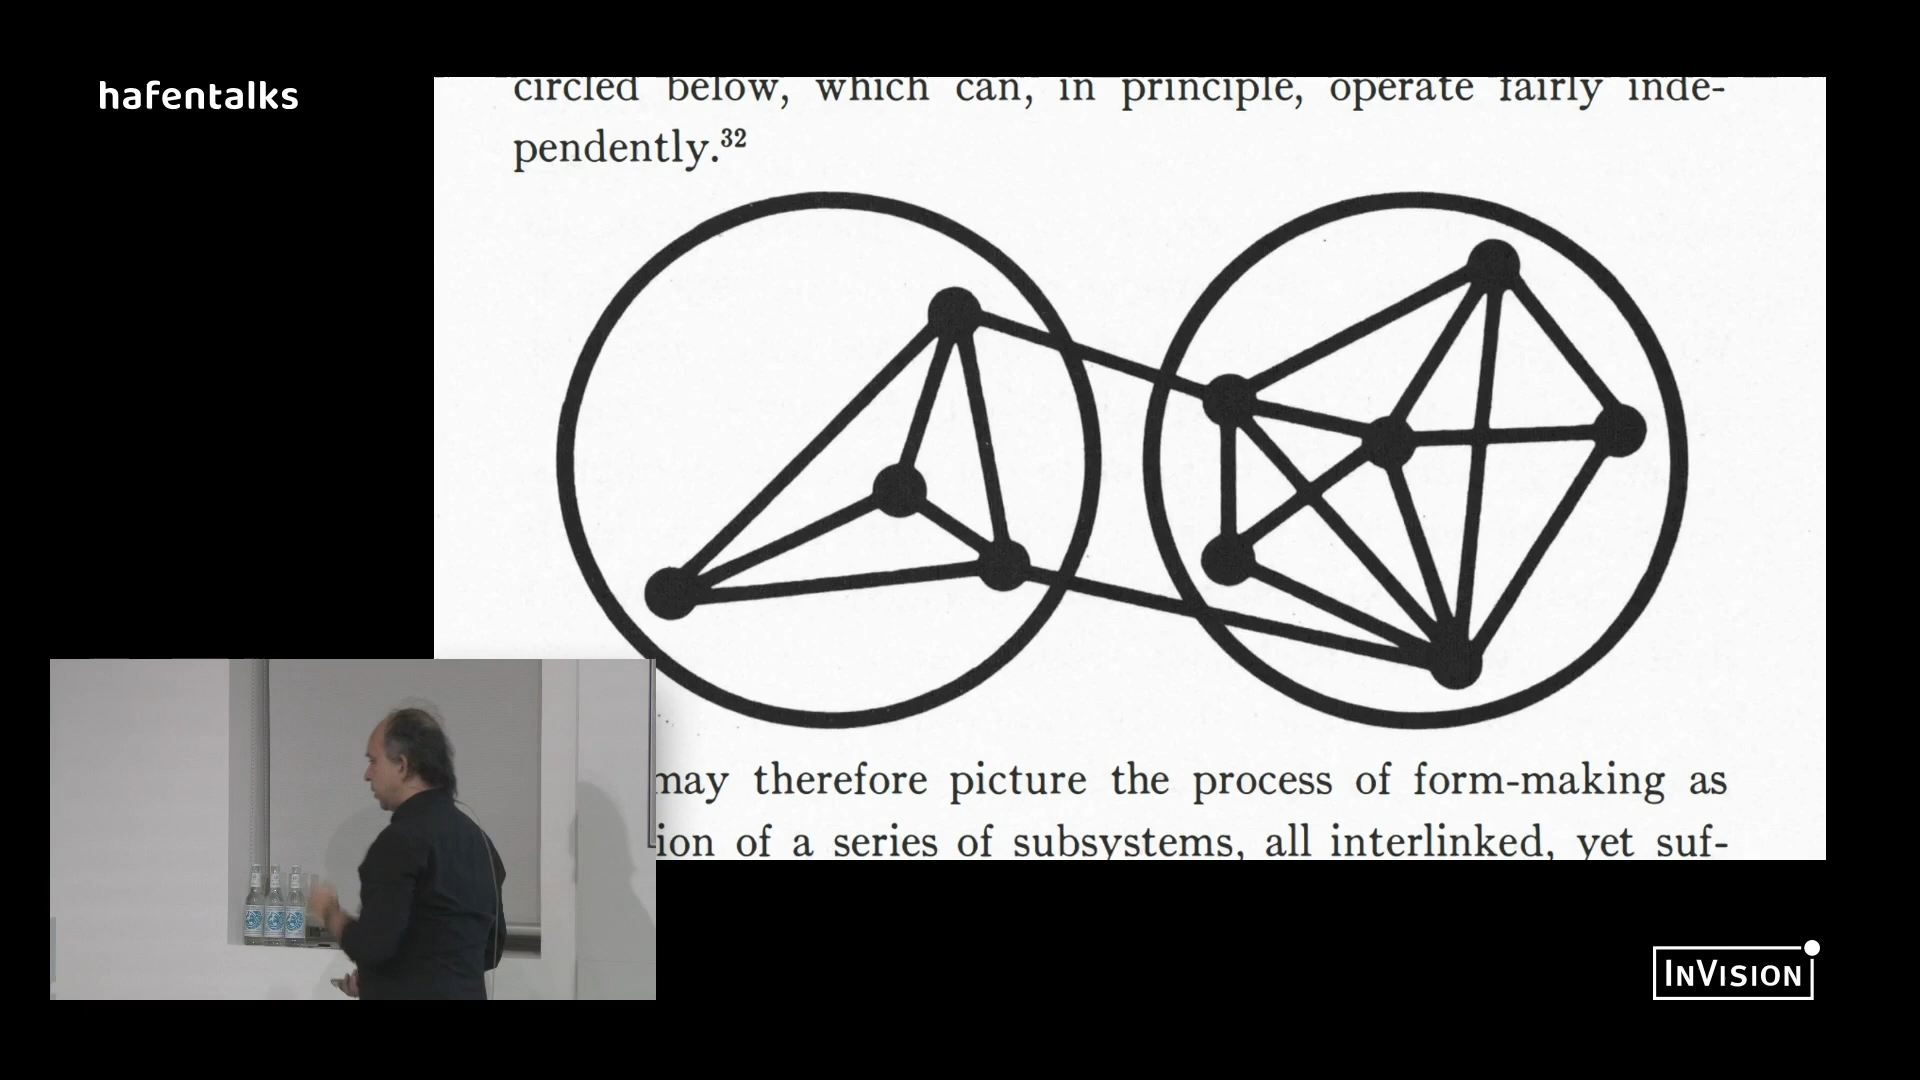 hafentalks
circled below, which can, in principle, operate fairly inde-
pendently.³²
may therefore picture the process of form-making as
ion of a series of subsystems, all interlinked, yet suf-
INVISION